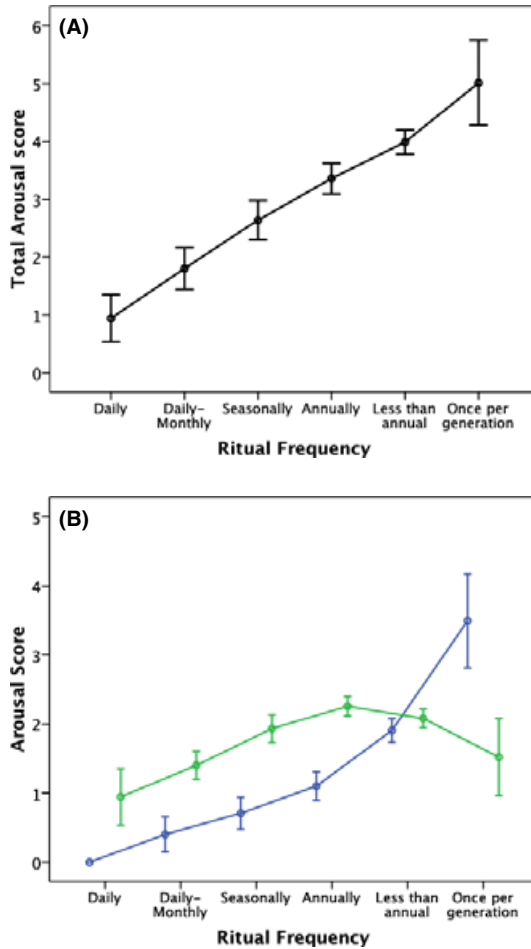 (A)
Total Arousal score
6
5
4
3
2
1
0
Daily
Daily-
Monthly
Seasonally
Annually
Less than
annual
Once per
generation
Ritual Frequency
(B)
Arousal Score
5
4
3
2
1
0
Daily
Daily-
Monthly
Seasonally
Annually
Less than
annual
Once per
generation
Ritual Frequency